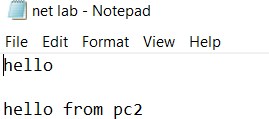 net lab - Notepad
File Edit Format View Help
hello
hello from pc2